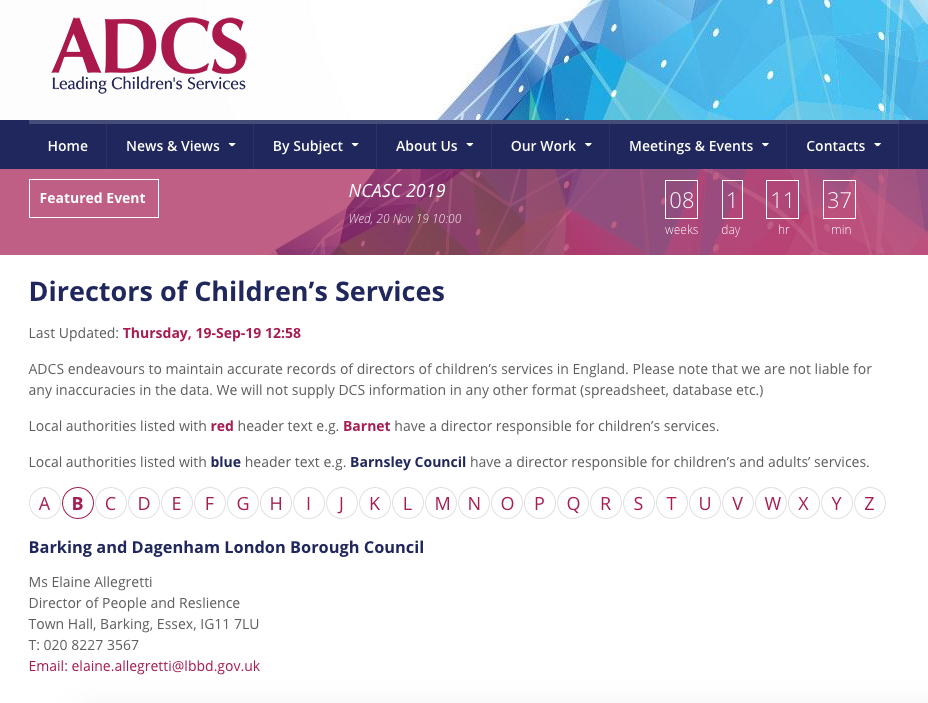 ADCS
Leading Children's Services
Home News & Views By Subject About Us Our Work Meetings & Events Contacts
Featured Event
NCASC 2019
Wed, 20 Nov 19 10:00
08 1 11 37
weeks day hr min
Directors of Children’s Services
Last Updated: Thursday, 19-Sep-19 12:58
ADCS endeavours to maintain accurate records of directors of children’s services in England. Please note that we are not liable for
any inaccuracies in the data. We will not supply DCS information in any other format (spreadsheet, database etc.)
Local authorities listed with red header text e.g. Barnet have a director responsible for children’s services.
Local authorities listed with blue header text e.g. Barnsley Council have a director responsible for children’s and adults’ services.
A B C D E F G H I J K L M N O P Q R S T U V W X Y Z
Barking and Dagenham London Borough Council
Ms Elaine Allegretti
Director of People and Reslience
Town Hall, Barking, Essex, IG11 7LU
T: 020 8227 3567
Email: elaine.allegretti@lbbd.gov.uk